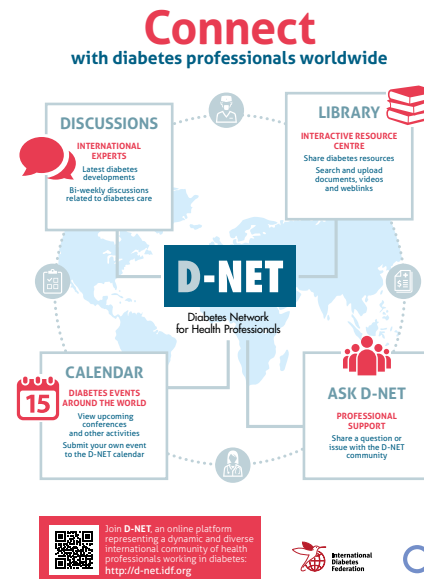 Connect
with diabetes professionals worldwide
DISCUSSIONS
INTERNATIONAL
EXPERTS
Latest diabetes
developments
Bi-weekly discussions
related to diabetes care
LIBRARY
INTERACTIVE RESOURCE
CENTRE
Share diabetes resources
Search and upload
documents, videos
and weblinks
D-NET
Diabetes Network
for Health Professionals
CALENDAR
15
DIABETES EVENTS
AROUND THE WORLD
View upcoming
conferences
and other activities
Submit your own event
to the D-NET calendar
ASK D-NET
PROFESSIONAL
SUPPORT
Share a question or
issue with the D-NET
community
Join D-NET, an online platform
representing a dynamic and diverse
international community of health
professionals working in diabetes:
http://d-net.idf.org
International
Diabetes
Federation